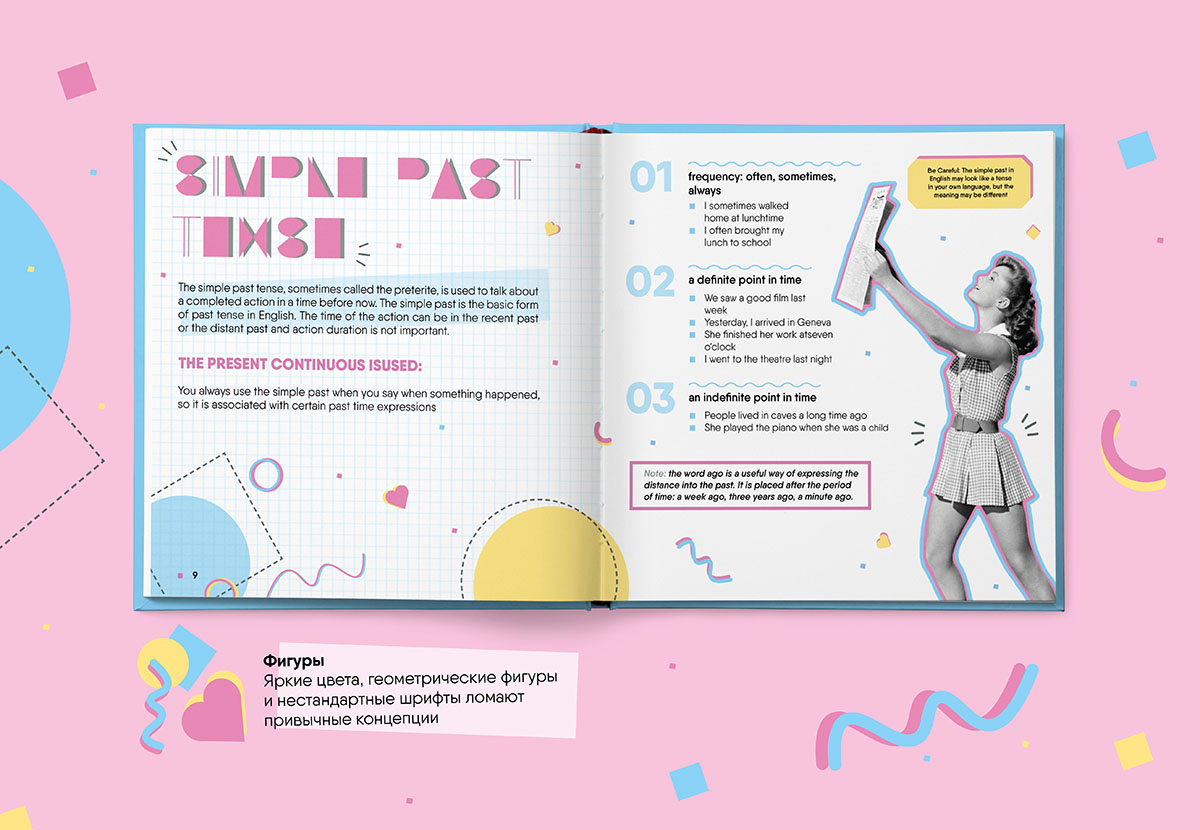 SIMPLE PAST
TENSE
The simple past tense, sometimes called the preterite, is used to talk about
a completed action in a time before now. The simple past is the basic form
of past tense in English. The time of the action can be in the recent past
or the distant past and action duration is not important.
THE PRESENT CONTINUOUS ISUSED:
You always use the simple past when you say when something happened,
so it is associated with certain past time expressions
9
01
frequency: often, sometimes,
always
I sometimes walked
home at lunchtime
I often brought my
lunch to school
02
a definite point in time
We saw a good film last
week
Yesterday, I arrived in Geneva
She finished her work atseven
o'clock
I went to the theatre last night
03
an indefinite point in time
People lived in caves a long time ago
She played the piano when she was a child
Note: the word ago is a useful way of expressing the
distance into the past. It is placed after the period
of time: a week ago, three years ago, a minute ago.
Be Careful: The simple past in
English may look like a tense
in your own language, but the
meaning may be different
Фигуры
Яркие цвета, геометрические фигуры
и нестандартные шрифты ломают
привычные концепции